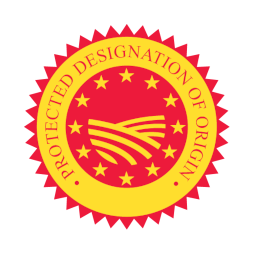 • PROTECTED DESIGNATION OF ORIGIN •